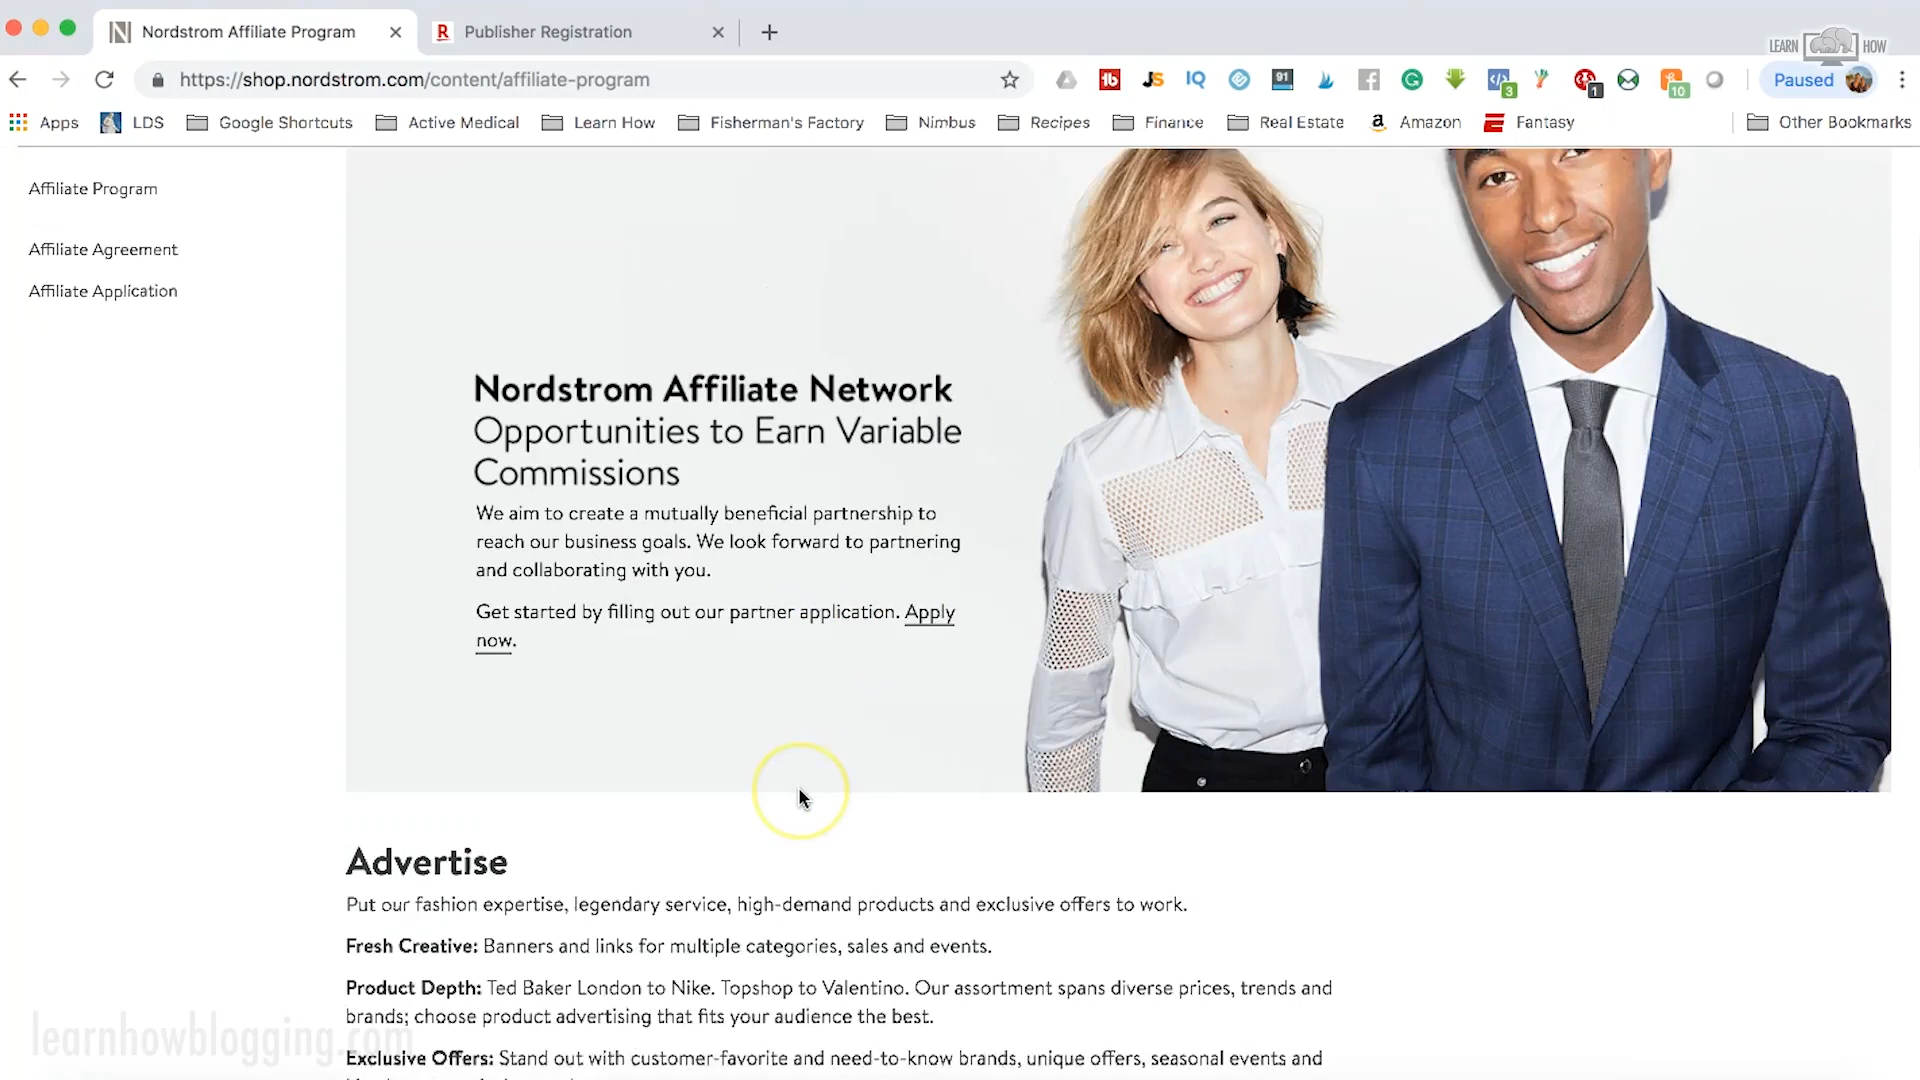 Nordstrom Affiliate Program
Publisher Registration
LEARN HOW
https://shop.nordstrom.com/content/affiliate-program
JS
IQ
91
3
1
10
Paused
Apps
LDS
Google Shortcuts
Active Medical
Learn How
Fisherman's Factory
Nimbus
Recipes
Finance
Real Estate
Amazon
Fantasy
Other Bookmarks
Affiliate Program
Affiliate Agreement
Affiliate Application
Nordstrom Affiliate Network
Opportunities to Earn Variable
Commissions
We aim to create a mutually beneficial partnership to
reach our business goals. We look forward to partnering
and collaborating with you.
Get started by filling out our partner application. Apply
now.
Advertise
Put our fashion expertise, legendary service, high-demand products and exclusive offers to work.
Fresh Creative: Banners and links for multiple categories, sales and events.
Product Depth: Ted Baker London to Nike. Topshop to Valentino. Our assortment spans diverse prices, trends and
brands; choose product advertising that fits your audience the best.
Exclusive Offers: Stand out with customer-favorite and need-to-know brands, unique offers, seasonal events and
learnhowblogging.com